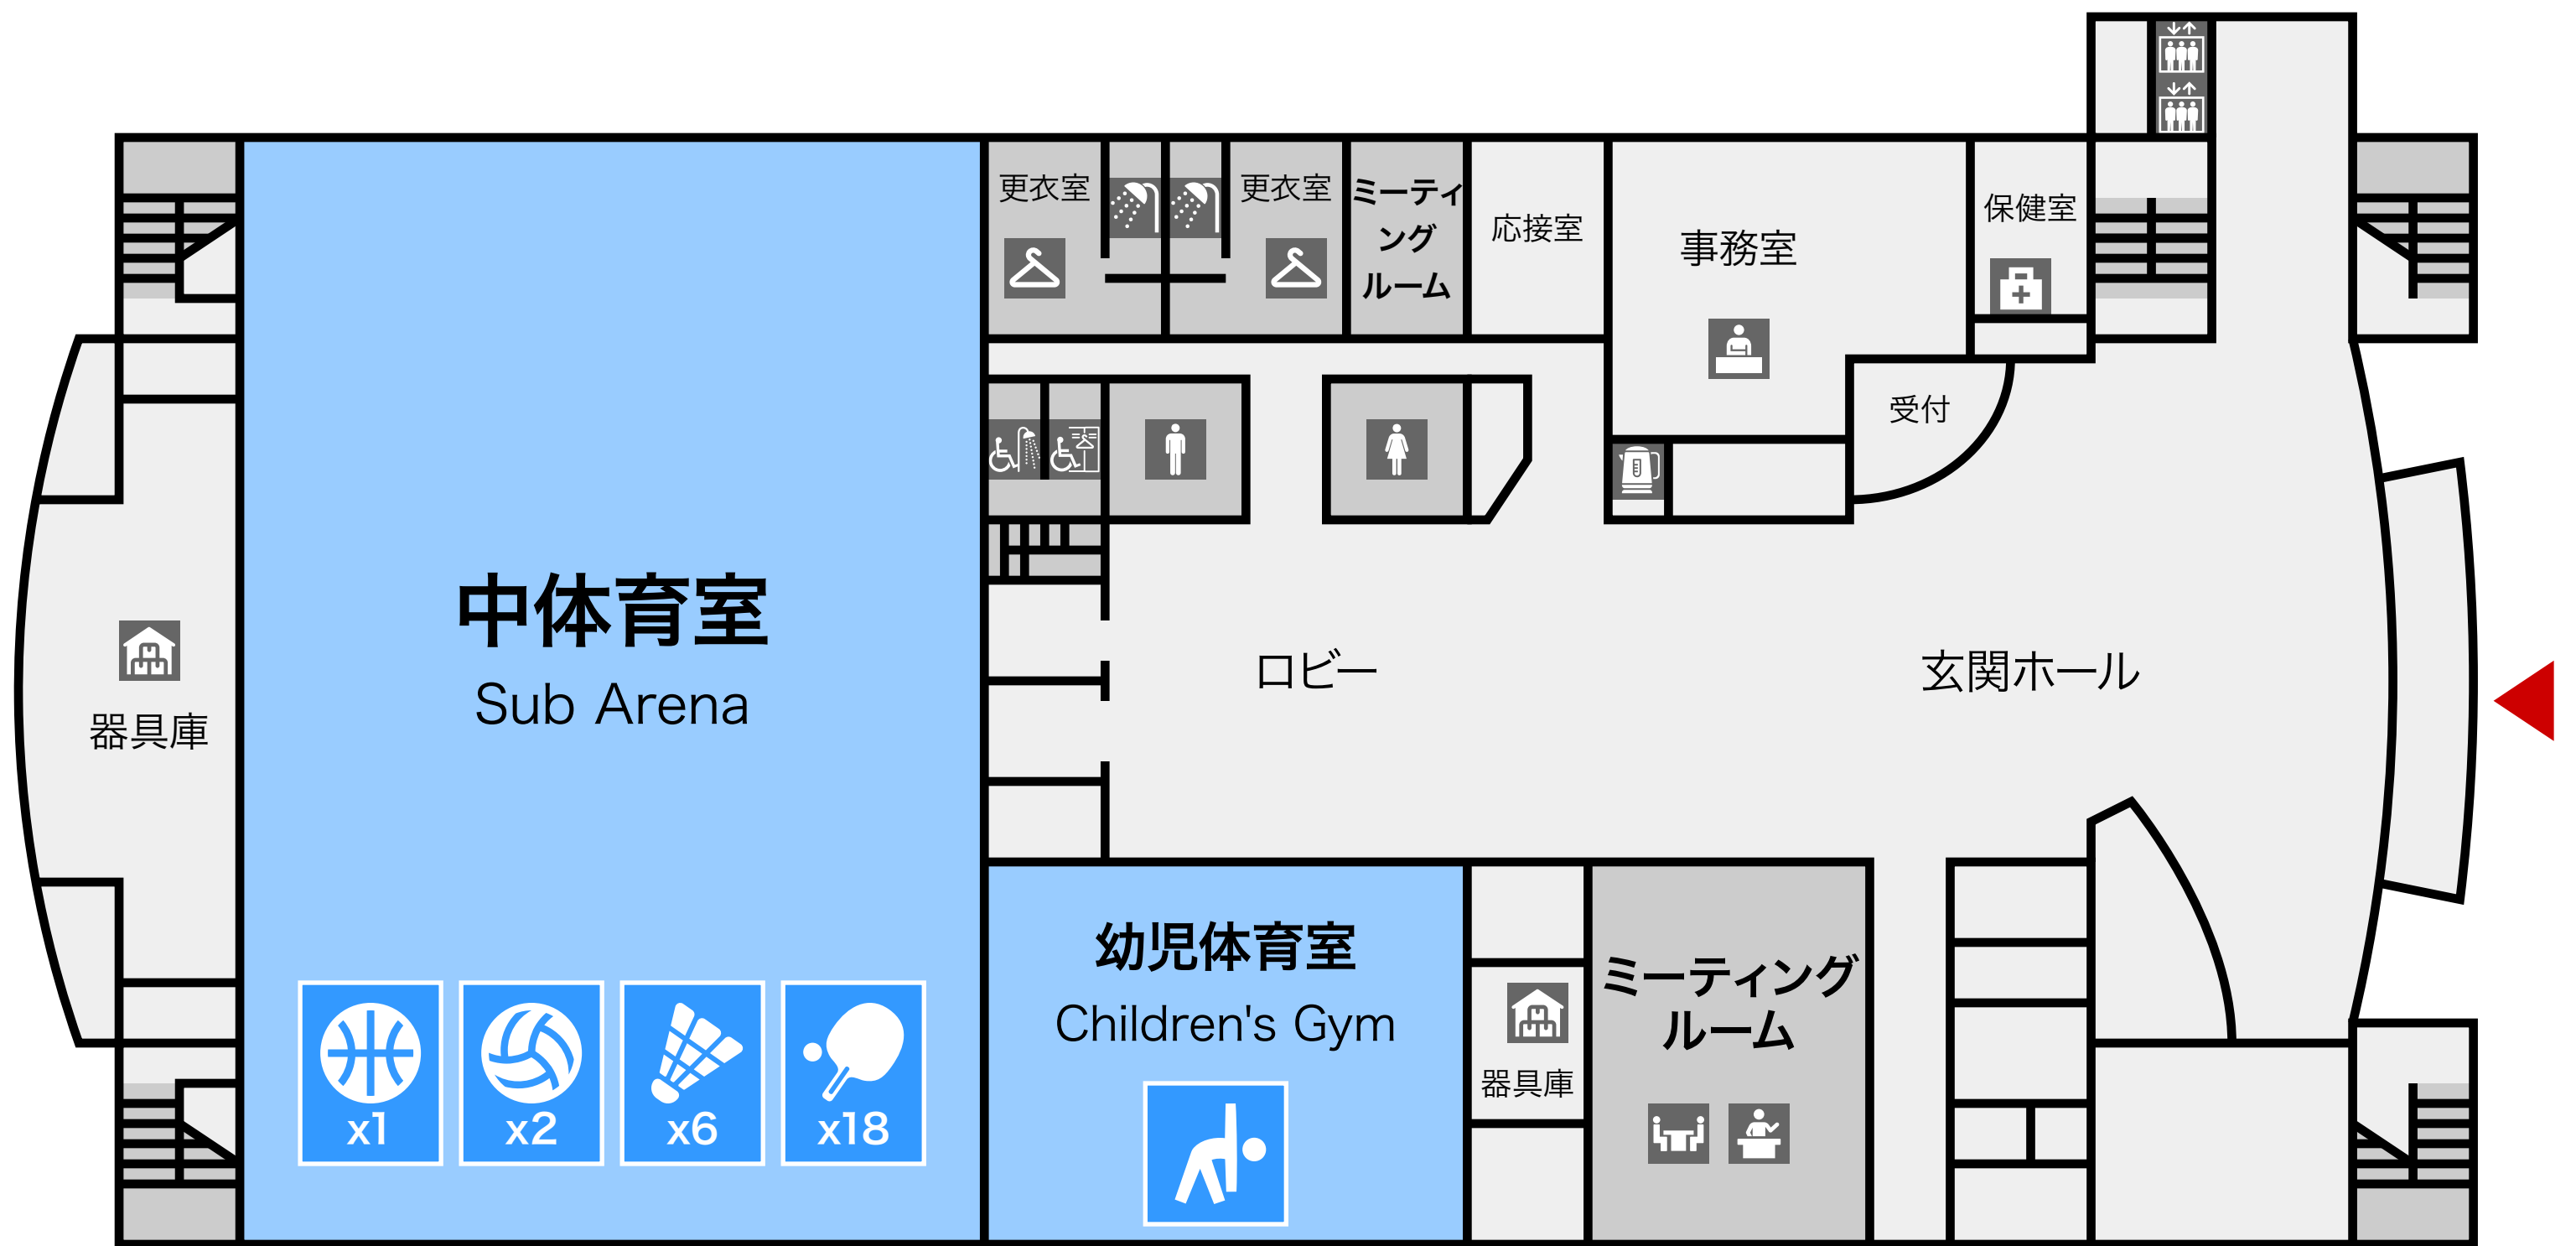 更衣室
更衣室
ミーティ
ング
ルーム
応接室
事務室
保健室
受付
中体育室
Sub Arena
器具庫
ロビー
玄関ホール
幼児体育室
Children's Gym
器具庫
ミーティング
ルーム
x1
x2
x6
x18